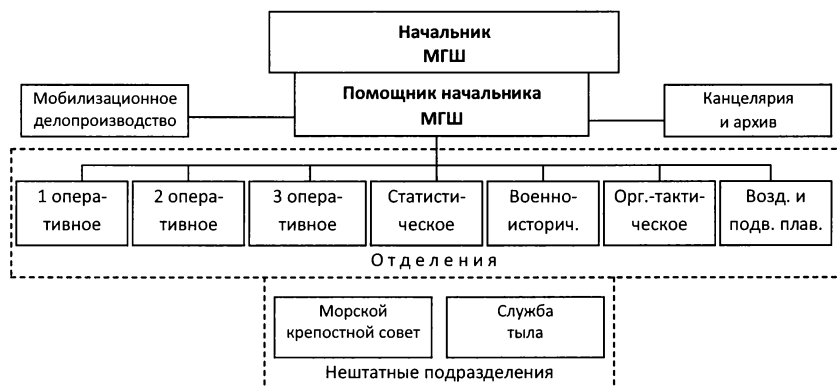 Начальник
МГШ
Помощник начальника
МГШ
Мобилизационное
делопроизводство
Канцелярия
и архив
1 опера-
тивное
2 опера-
тивное
3 опера-
тивное
Статисти-
ческое
Военно-
историч.
Орг.-такти-
ческое
Возд. и
подв. плав.
Отделения
Морской
крепостной совет
Служба
тыла
Нештатные подразделения